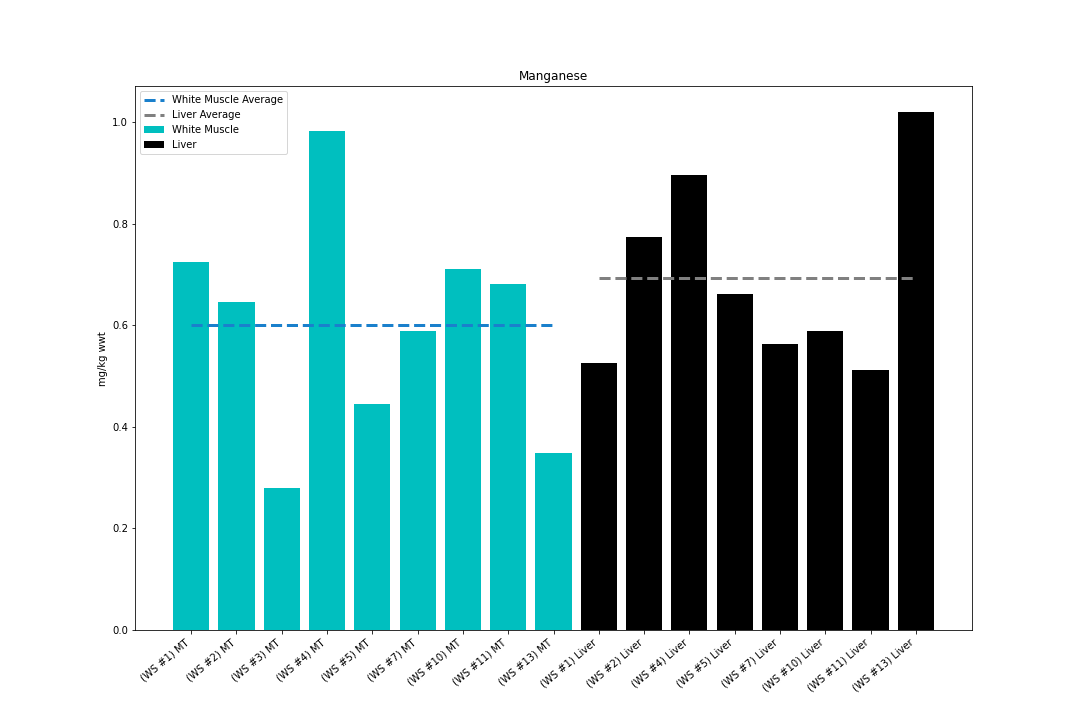 Manganese
White Muscle Average
Liver Average
White Muscle
Liver
mg/kg wwt
1.0
0.8
0.6
0.4
0.2
0.0
(WS #1) MT
(WS #2) MT
(WS #3) MT
(WS #4) MT
(WS #5) MT
(WS #7) MT
(WS #10) MT
(WS #11) MT
(WS #13) MT
(WS #1) Liver
(WS #2) Liver
(WS #4) Liver
(WS #5) Liver
(WS #7) Liver
(WS #10) Liver
(WS #11) Liver
(WS #13) Liver